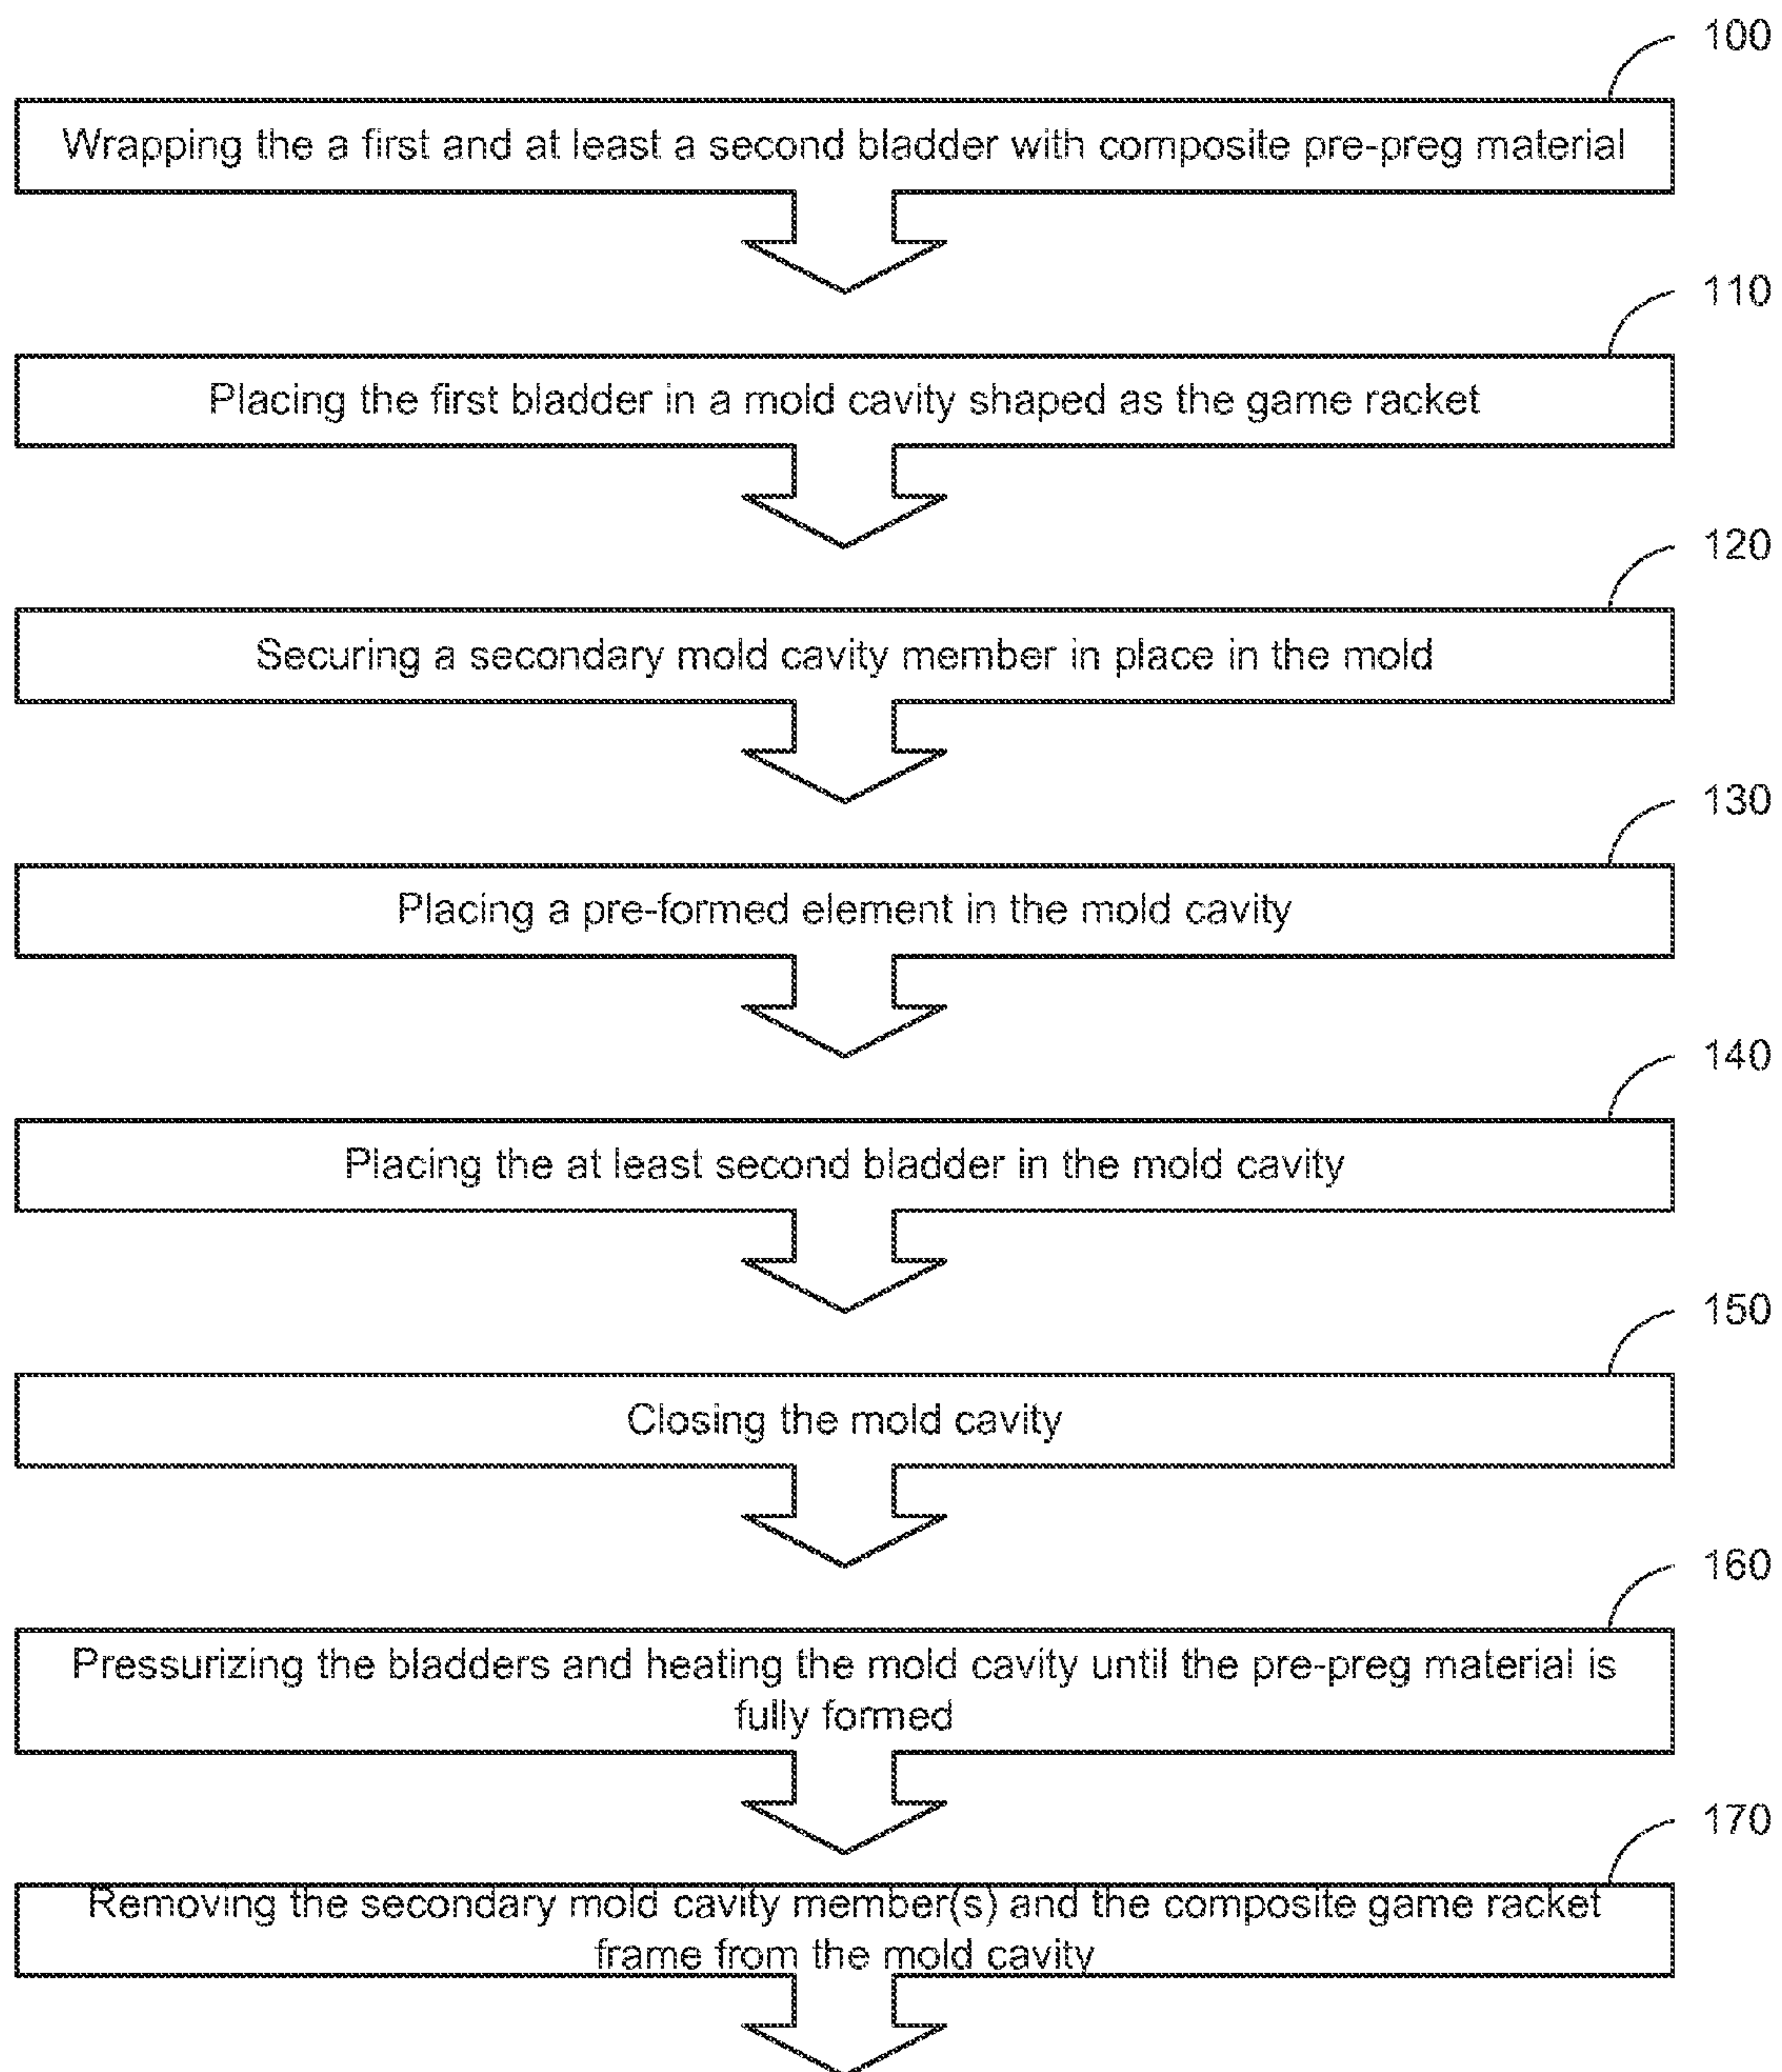 100
Wrapping the a first and at least a second bladder with composite pre-preg material
110
Placing the first bladder in a mold cavity shaped as the game racket
120
Securing a secondary mold cavity member in place in the mold
130
Placing a pre-formed element in the mold cavity
140
Placing the at least second bladder in the mold cavity
150
Closing the mold cavity
160
Pressurizing the bladders and heating the mold cavity until the pre-preg material is
fully formed
170
Removing the secondary mold cavity member(s) and the composite game racket
frame from the mold cavity